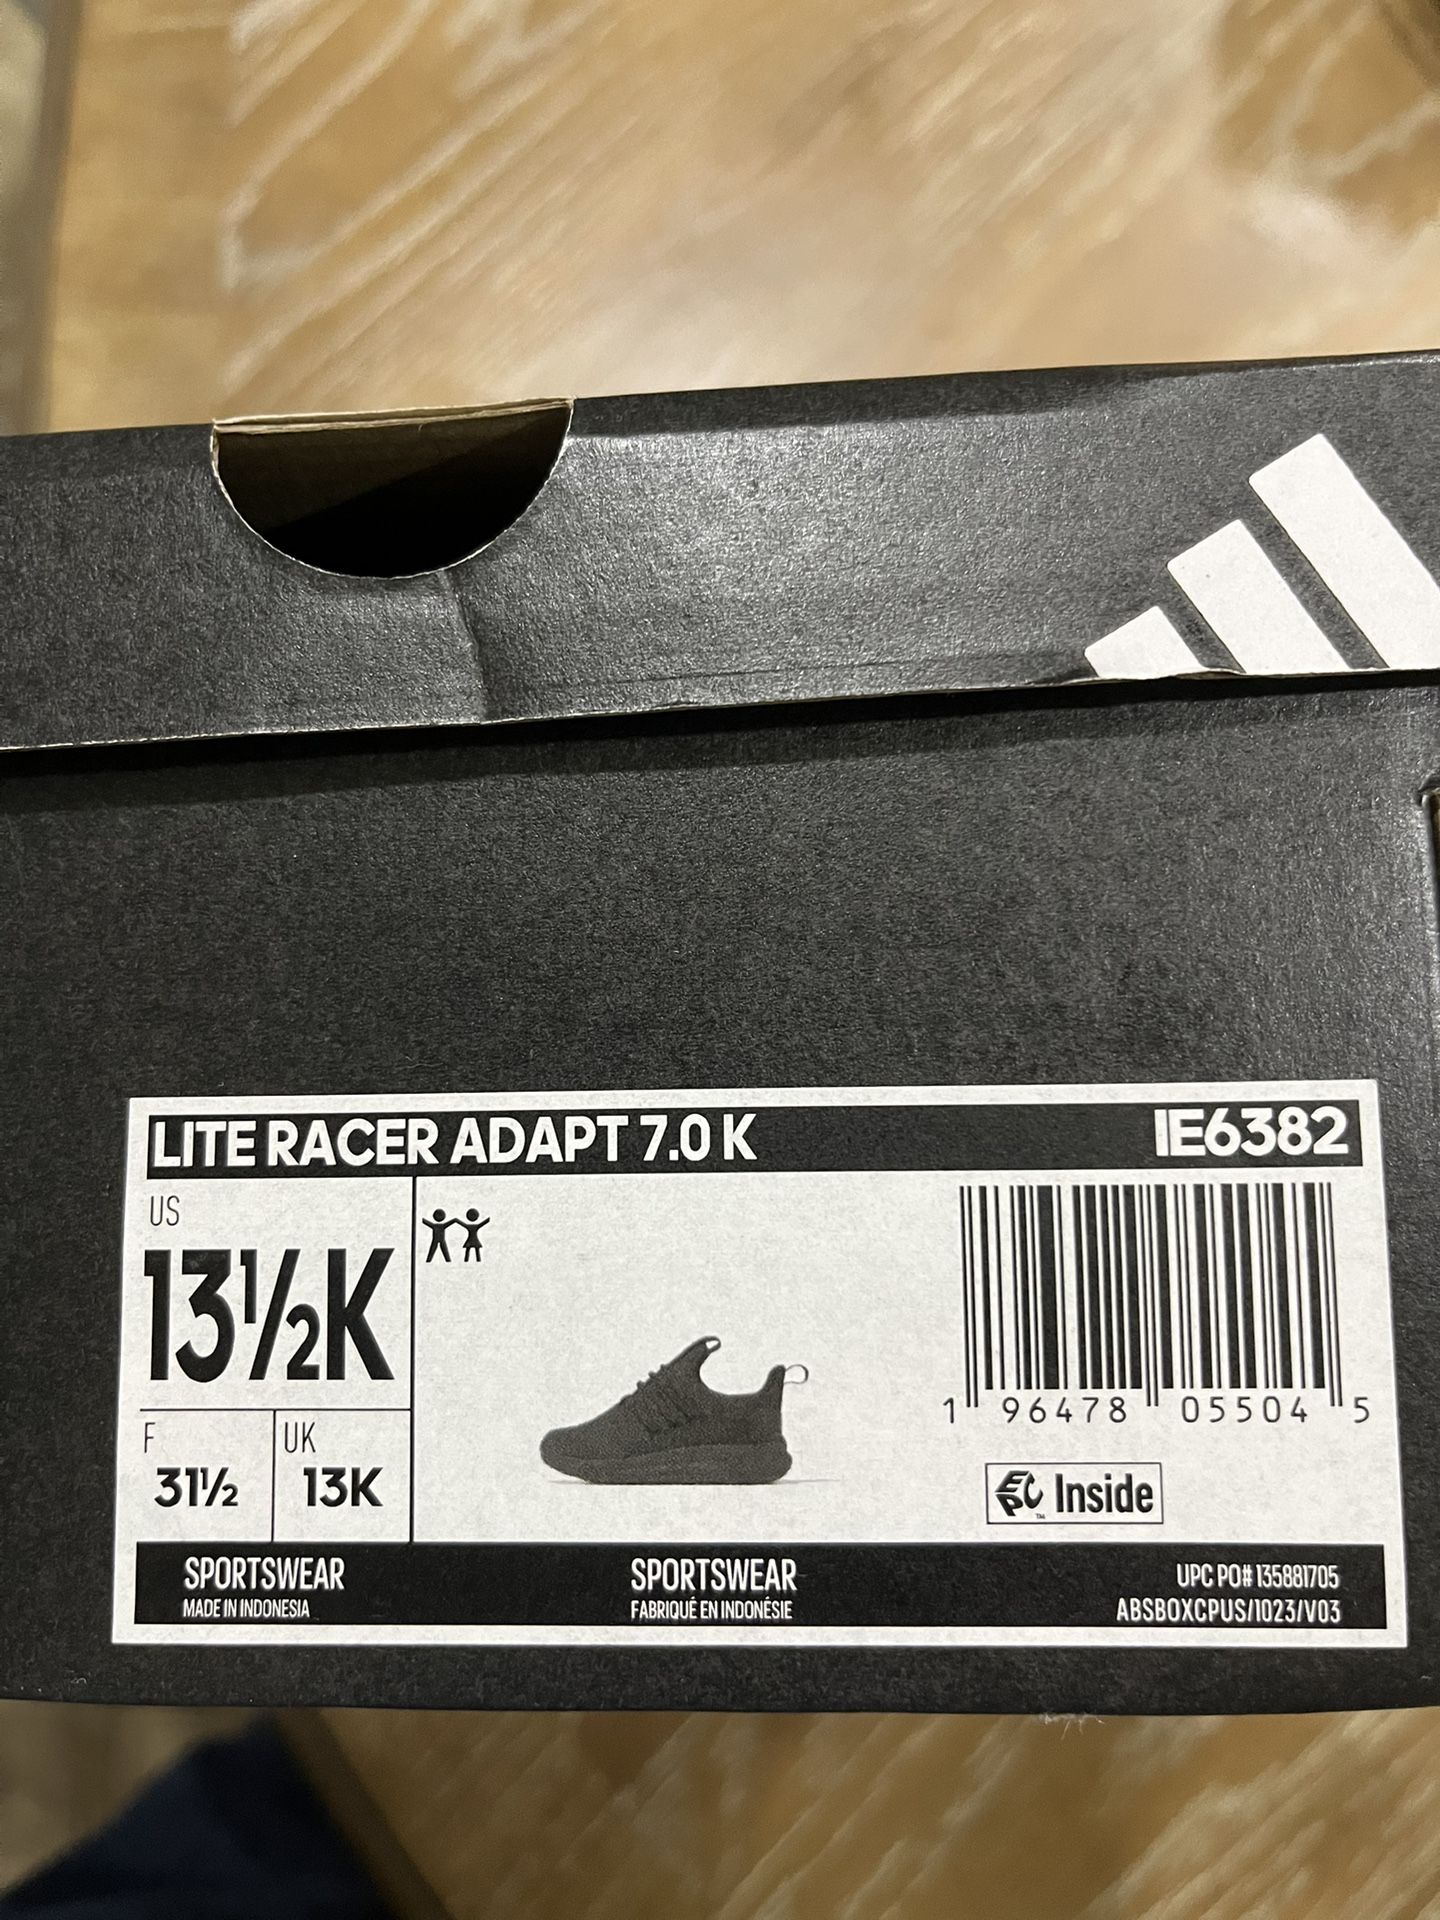 LITE RACER ADAPT 7.0 K IE6382
US
13½K
F
31½
UK
13K
1 96478 05504 5
EPC™ Inside
SPORTSWEAR
MADE IN INDONESIA
SPORTSWEAR
FABRIQUÉ EN INDONÉSIE
UPC PO# 135881705
ABSBOXCPUS/1023/V03